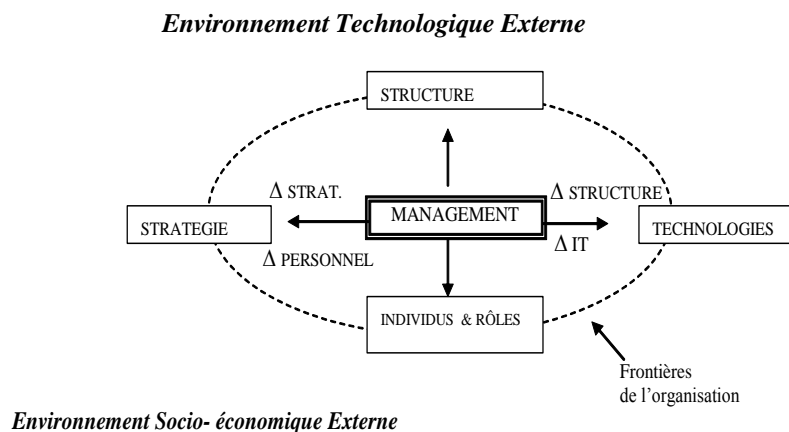 Environnement Technologique Externe
STRUCTURE
Δ STRAT.
Δ STRUCTURE
STRATEGIE
MANAGEMENT
TECHNOLOGIES
Δ PERSONNEL
Δ IT
INDIVIDUS & RÔLES
Frontières
de l’organisation
Environnement Socio- économique Externe